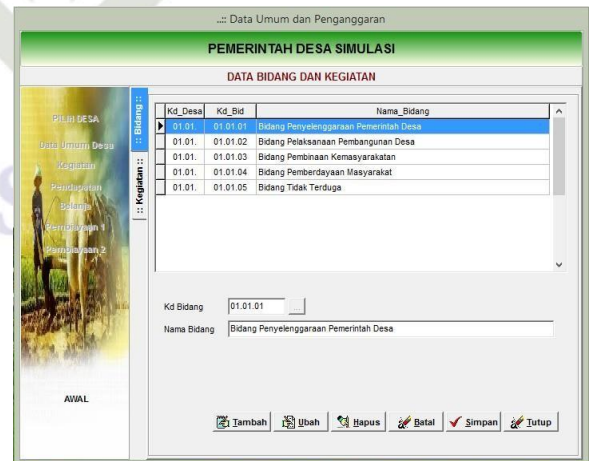 ..:: Data Umum dan Penganggaran
PEMERINTAH DESA SIMULASI
DATA BIDANG DAN KEGIATAN
PILIH DESA
Data Umum Desa
Kegiatan
Pendapatan
Belanja
Pembiayaan 1
Pembiayaan 2
AWAL
:: Bidang ::
:: Kegiatan ::
Kd_Desa Kd_Bid Nama_Bidang
01.01. 01.01.01 Bidang Penyelenggaraan Pemerintah Desa
01.01. 01.01.02 Bidang Pelaksanaan Pembangunan Desa
01.01. 01.01.03 Bidang Pembinaan Kemasyarakatan
01.01. 01.01.04 Bidang Pemberdayaan Masyarakat
01.01. 01.01.05 Bidang Tidak Terduga
Kd Bidang 01.01.01 ...
Nama Bidang Bidang Penyelenggaraan Pemerintah Desa
Tambah Ubah Hapus Batal Simpan Tutup